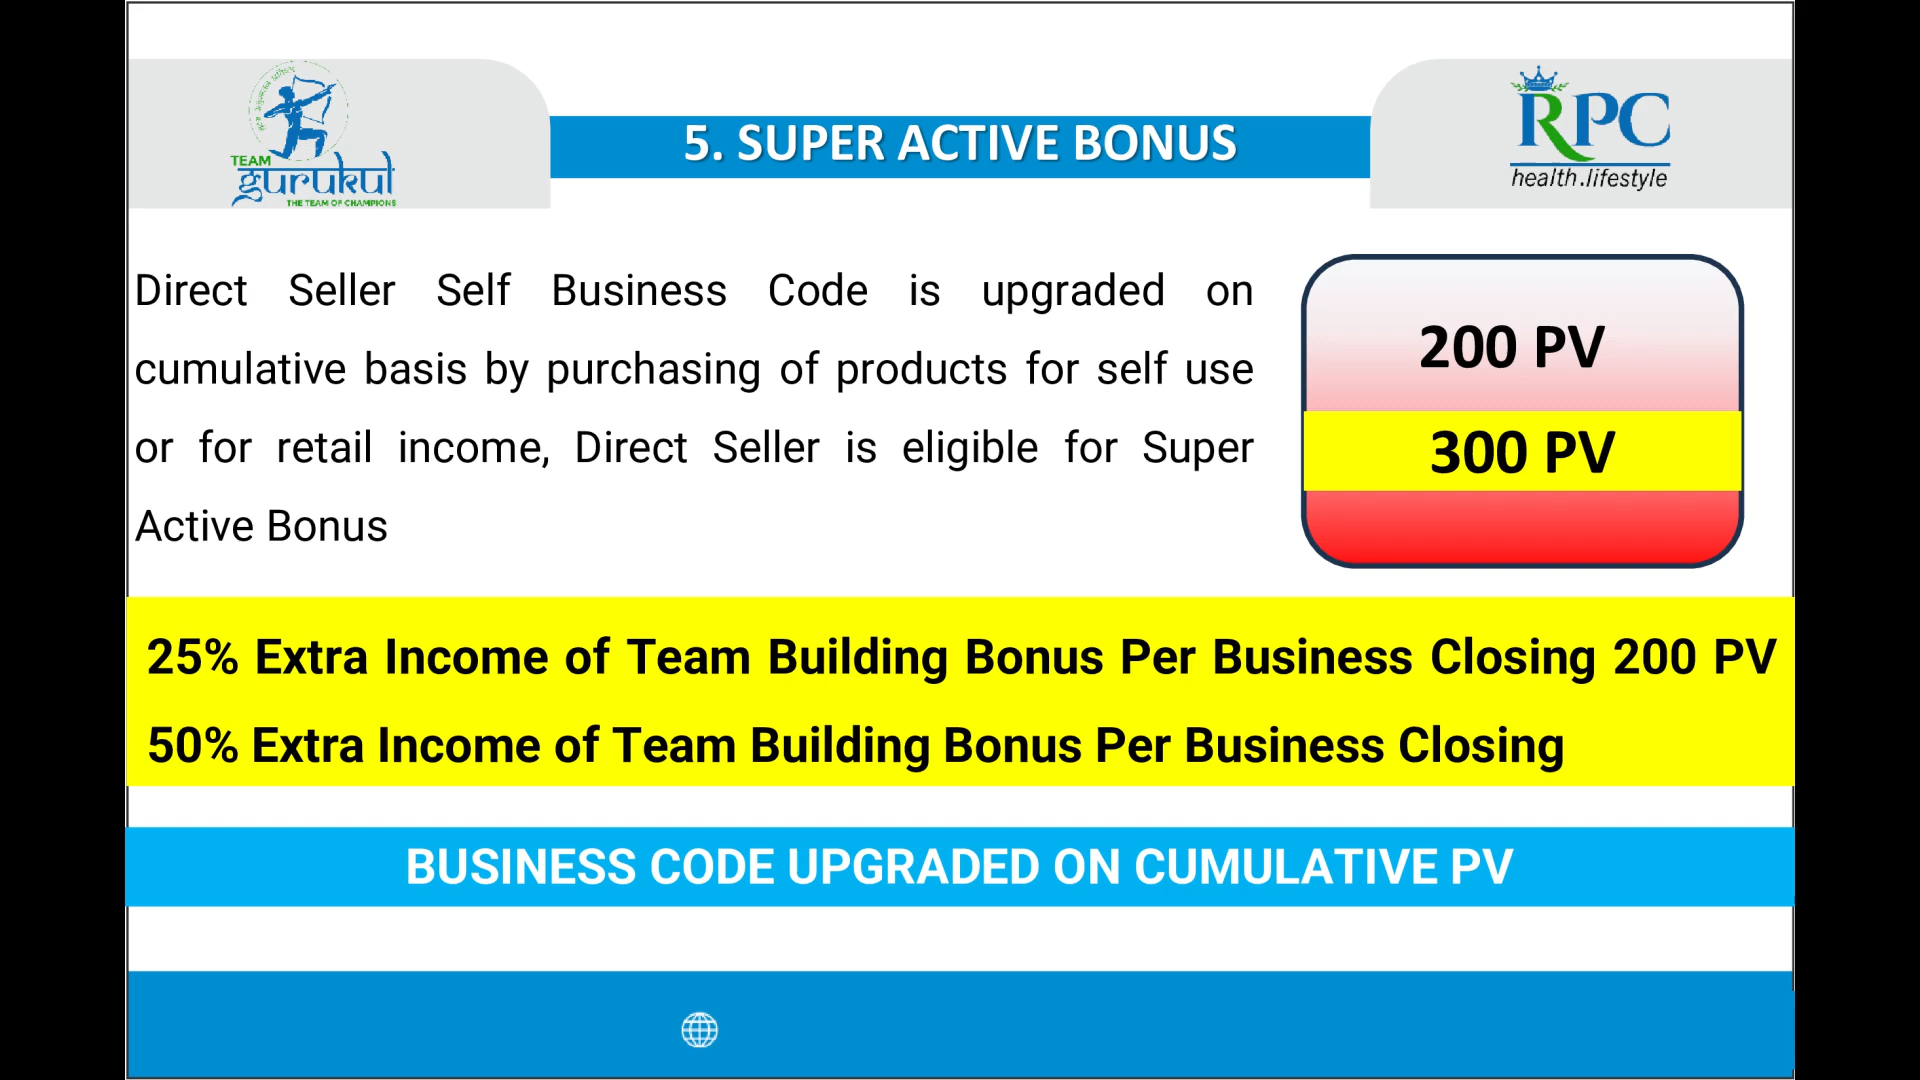 TEAM
gurukul
THE TEAM OF CHAMPIONS
5. SUPER ACTIVE BONUS
RPC
health.lifestyle
Direct Seller Self Business Code is upgraded on
cumulative basis by purchasing of products for self use
or for retail income, Direct Seller is eligible for Super
Active Bonus
200 PV
300 PV
25% Extra Income of Team Building Bonus Per Business Closing 200 PV
50% Extra Income of Team Building Bonus Per Business Closing
BUSINESS CODE UPGRADED ON CUMULATIVE PV